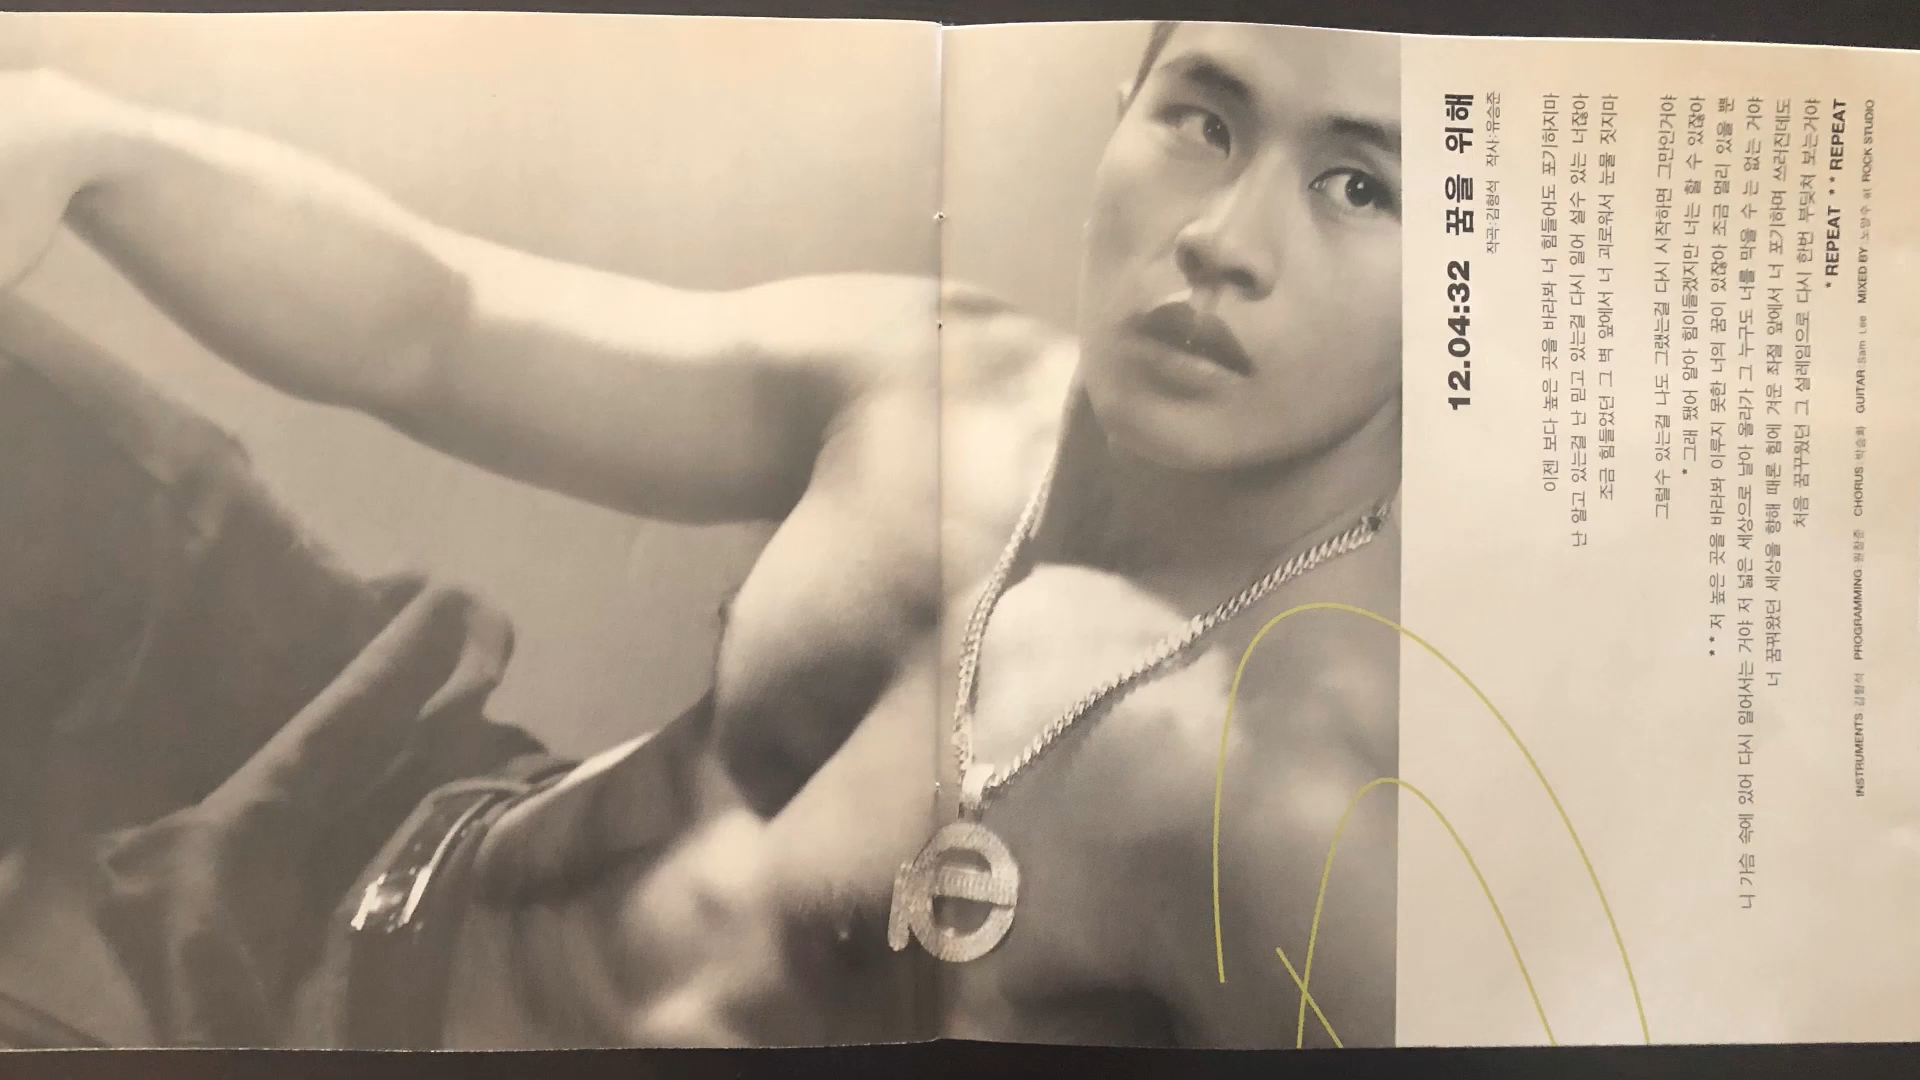 12.04:32 꿈을 위해
작곡:김형석 작사:유승준
이젠 보다 높은 곳을 바라봐 너 힘들어도 포기하지마
난 알고 있는걸 난 믿고 있는걸 다시 일어 설수 있는 너잖아
조금 힘들었던 그 벽 앞에서 너 괴로워서 눈물 짓지마
그럴수 있는걸 나도 그랬는걸 다시 시작하면 그만인거야
* 그래 됐어 알아 힘이들겠지만 너는 할 수 있잖아
** 저 높은 곳을 바라봐 이루지 못한 너의 꿈이 있잖아 조금 멀리 있을 뿐
니 가슴 속에 있어 다시 일어서는 거야 저 넓은 세상으로 날아 올라가 그 누구도 너를 막을 수 는 없는 거야
너 꿈꿔왔던 세상을 향해 때론 힘에 겨운 좌절 앞에서 너 포기하며 쓰러진데도
처음 꿈꾸웠던 그 설레임으로 다시 한번 부딪쳐 보는거야
* REPEAT ** REPEAT
INSTRUMENTS:김형석 PROGRAMMING:원참준 CHORUS:박승화 GUITAR:Sam Lee MIXED BY:노양수 at ROCK STUDIO